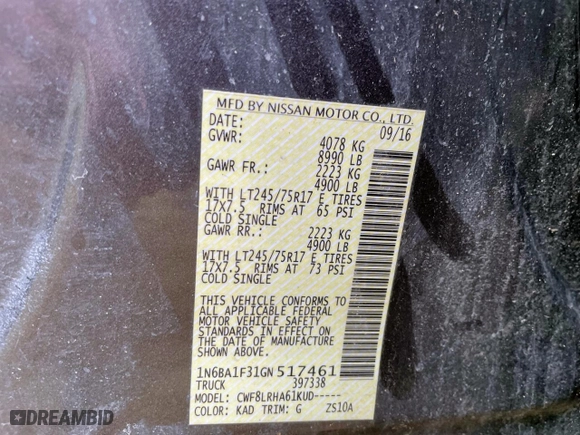 MFD BY NISSAN MOTOR CO., LTD.
DATE: 09/16
GVWR: 4078 KG
8990 LB
GAWR FR.: 2223 KG
4900 LB
WITH LT245/75R17 E TIRES
17X7.5 RIMS AT 65 PSI
COLD SINGLE
GAWR RR.: 2223 KG
4900 LB
WITH LT245/75R17 E TIRES
17X7.5 RIMS AT 73 PSI
COLD SINGLE
THIS VEHICLE CONFORMS TO
ALL APPLICABLE FEDERAL
MOTOR VEHICLE SAFETY
STANDARDS IN EFFECT ON
THE DATE OF MANUFACTURE
SHOWN ABOVE.
1N6BA1F31GN517461
TRUCK 397338
MODEL: CWF8LRHA61KUD-----
COLOR: KAD TRIM: G ZS10A
DREAMBID